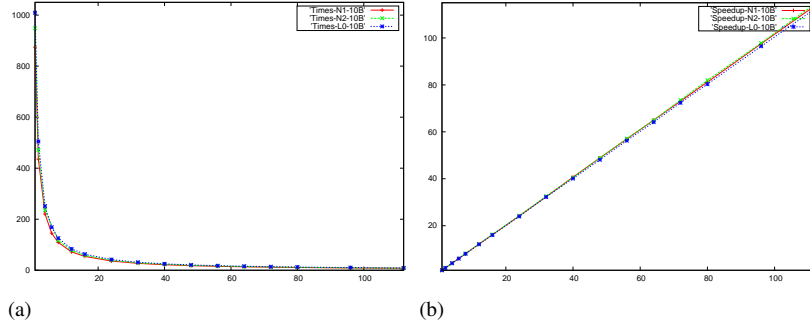 1000
800
600
400
200
0
20
40
60
80
100
'Times-N1-10B'
'Times-N2-10B'
'Times-L0-10B'
(a)
100
80
60
40
20
20
40
60
80
100
'Speedup-N1-10B'
'Speedup-N2-10B'
'Speedup-L0-10B'
(b)